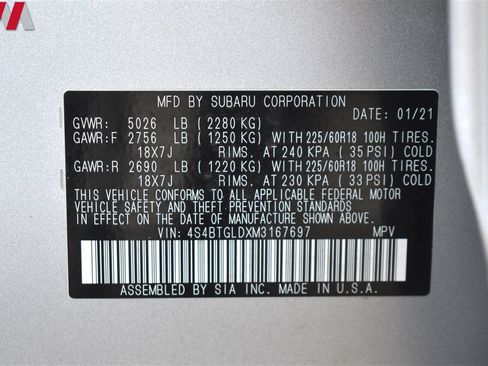 M
MFD BY SUBARU CORPORATION
GVWR: 5026 LB (2280 KG) DATE: 01/21
GAWR:F 2756 LB (1250 KG) WITH 225/60R18 100H TIRES.
18X7J RIMS. AT 240 KPA (35 PSI) COLD
GAWR:R 2690 LB (1220 KG) WITH 225/60R18 100H TIRES.
18X7J RIMS. AT 230 KPA (33 PSI) COLD
THIS VEHICLE CONFORMS TO ALL APPLICABLE FEDERAL MOTOR
VEHICLE SAFETY AND THEFT PREVENTION STANDARDS
IN EFFECT ON THE DATE OF MANUFACTURE SHOWN ABOVE.
VIN: 4S4BTGLDXM3167697 MPV
ASSEMBLED BY SIA INC. MADE IN U.S.A.